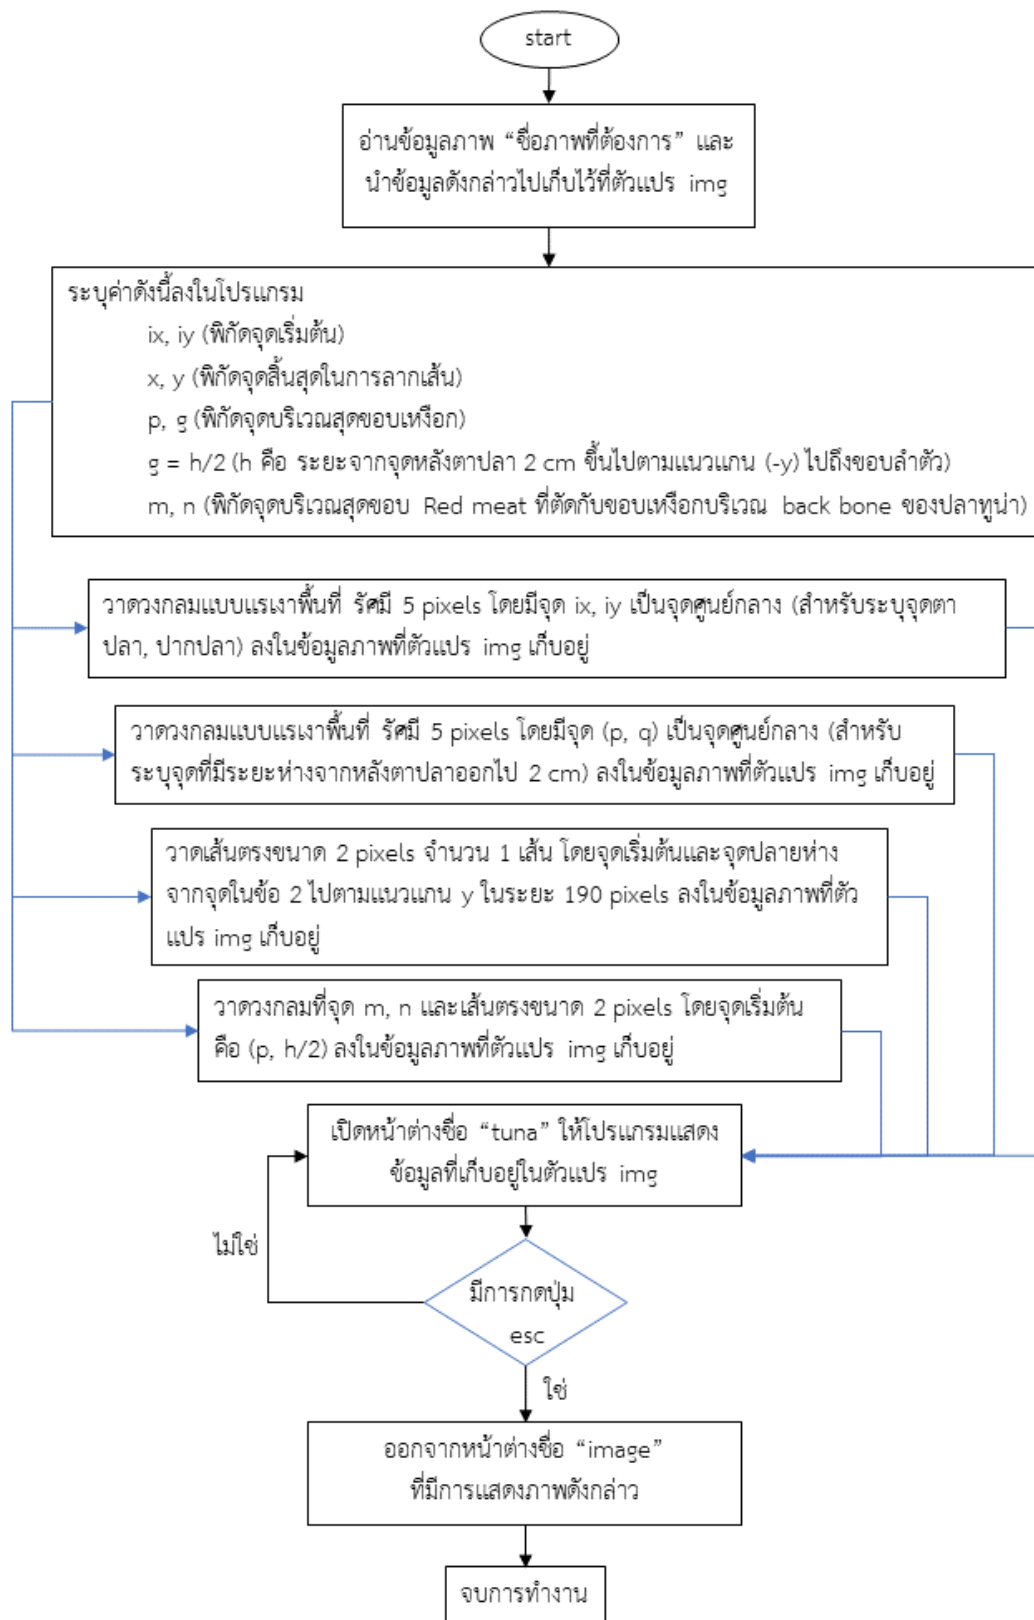 start
อ่านข้อมูลภาพ “ชื่อภาพที่ต้องการ” และ
นำข้อมูลดังกล่าวไปเก็บไว้ที่ตัวแปร img
ระบุค่าดังนี้ลงในโปรแกรม
ix, iy (พิกัดจุดเริ่มต้น)
x, y (พิกัดจุดสิ้นสุดในการลากเส้น)
p, g (พิกัดจุดบริเวณสุดขอบเหงือก)
g = h/2 (h คือ ระยะจากจุดหลังตาปลา 2 cm ขึ้นไปตามแนวแกน (-y) ไปถึงขอบลำตัว)
m, n (พิกัดจุดบริเวณสุดขอบ Red meat ที่ตัดกับขอบเหงือกบริเวณ back bone ของปลาทูน่า)
วาดวงกลมแบบแรเงาพื้นที่ รัศมี 5 pixels โดยมีจุด ix, iy เป็นจุดศูนย์กลาง (สำหรับระบุจุดตา
ปลา, ปากปลา) ลงในข้อมูลภาพที่ตัวแปร img เก็บอยู่
วาดวงกลมแบบแรเงาพื้นที่ รัศมี 5 pixels โดยมีจุด (p, q) เป็นจุดศูนย์กลาง (สำหรับ
ระบุจุดที่มีระยะห่างจากหลังตาปลาออกไป 2 cm) ลงในข้อมูลภาพที่ตัวแปร img เก็บอยู่
วาดเส้นตรงขนาด 2 pixels จำนวน 1 เส้น โดยจุดเริ่มต้นและจุดปลายห่าง
จากจุดในข้อ 2 ไปตามแนวแกน y ในระยะ 190 pixels ลงในข้อมูลภาพที่ตัว
แปร img เก็บอยู่
วาดวงกลมที่จุด m, n และเส้นตรงขนาด 2 pixels โดยจุดเริ่มต้น
คือ (p, h/2) ลงในข้อมูลภาพที่ตัวแปร img เก็บอยู่
เปิดหน้าต่างชื่อ “tuna” ให้โปรแกรมแสดง
ข้อมูลที่เก็บอยู่ในตัวแปร img
ไม่ใช่
มีการกดปุ่ม
esc
ใช่
ออกจากหน้าต่างชื่อ “image”
ที่มีการแสดงภาพดังกล่าว
จบการทำงาน